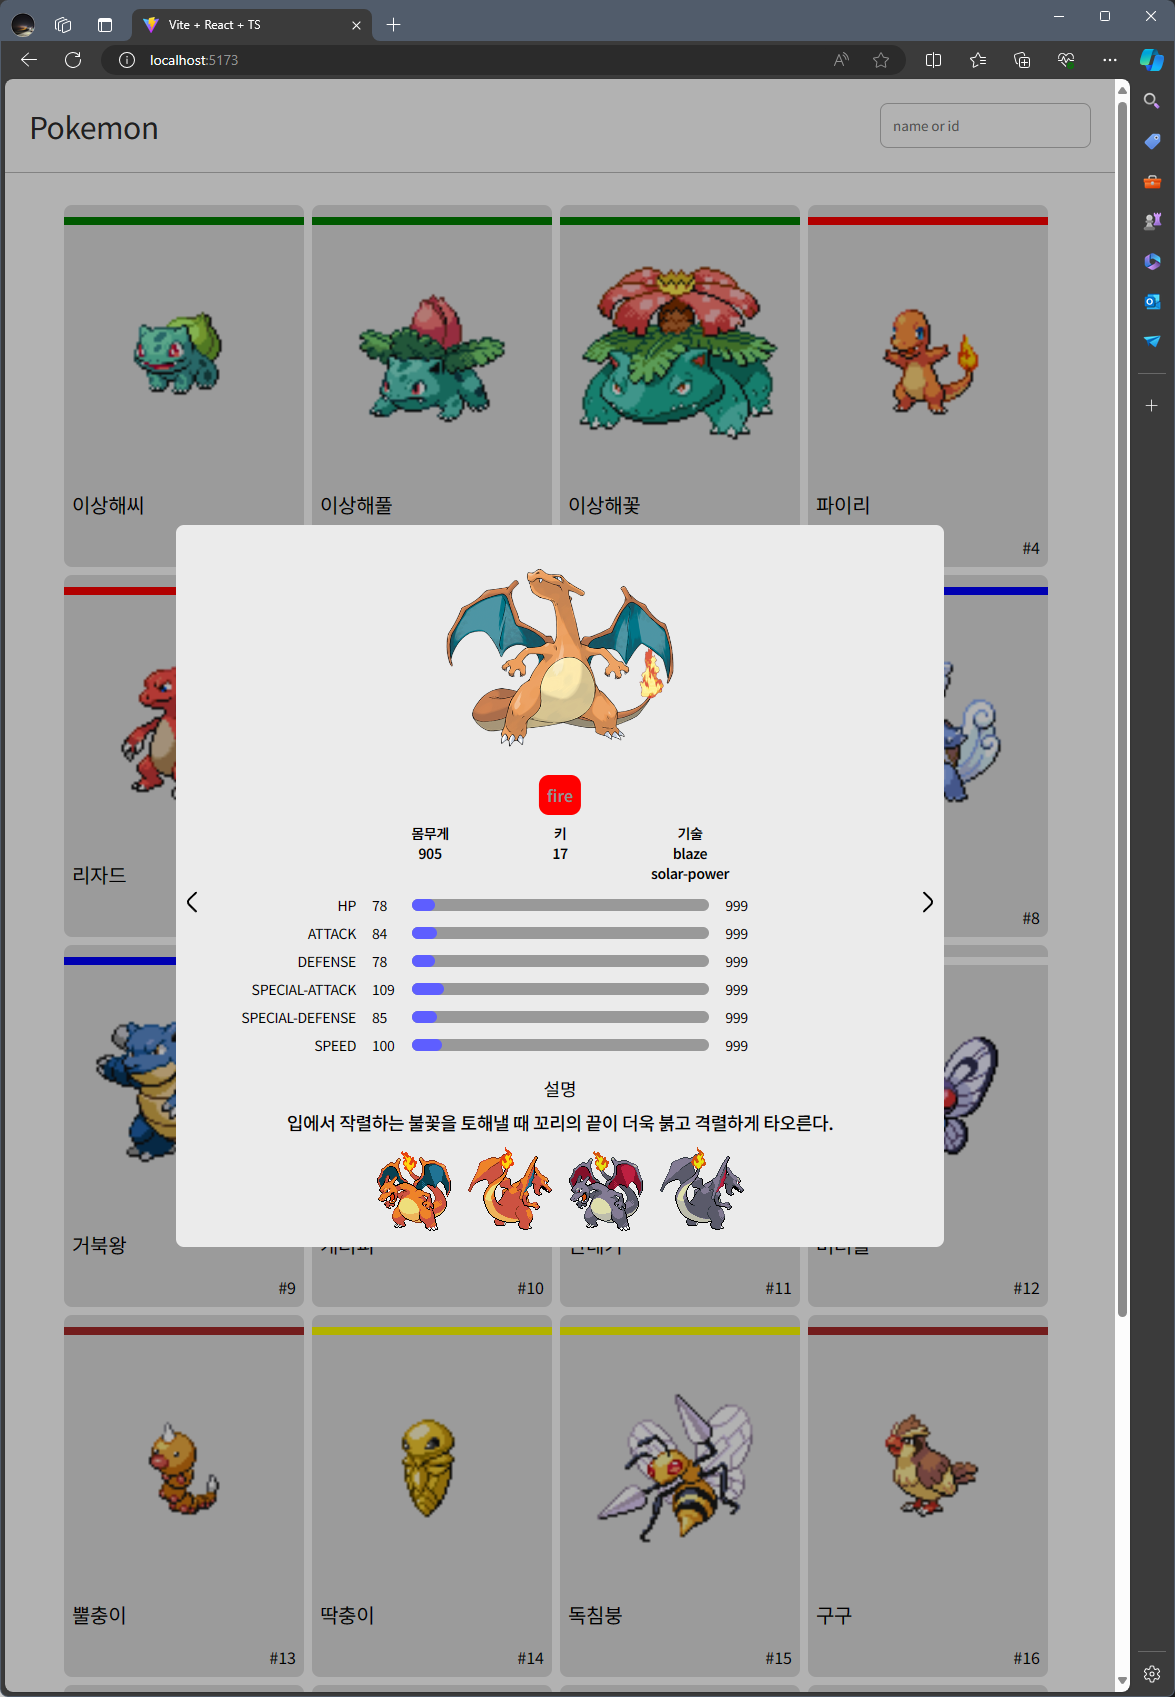 Vite + React + TS
localhost:5173
Pokemon
name or id
이상해씨
이상해풀
이상해꽃
파이리
#4
fire
몸무게
905
키
17
기술
blaze
solar-power
리자드
#8
HP 78 999
ATTACK 84 999
DEFENSE 78 999
SPECIAL-ATTACK 109 999
SPECIAL-DEFENSE 85 999
SPEED 100 999
설명
입에서 작렬하는 불꽃을 토해낼 때 꼬리의 끝이 더욱 붉고 격렬하게 타오른다.
거북왕
#9
#10
#11
#12
뿔충이
#13
딱충이
#14
독침붕
#15
구구
#16